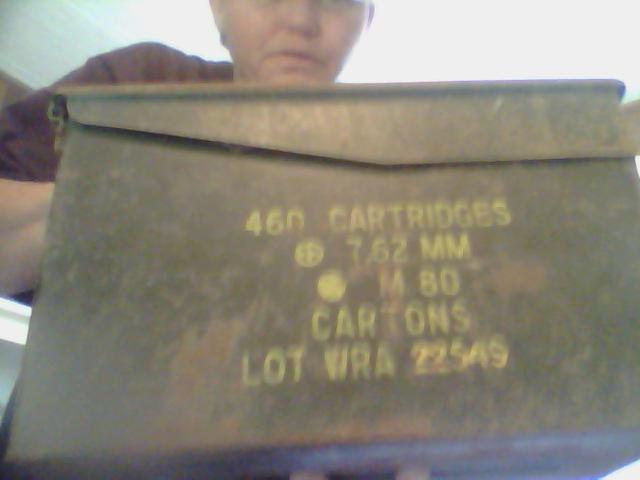 460 CARTRIDGES
⊕ 7.62 MM
M 80
CARTONS
LOT WRA 22549